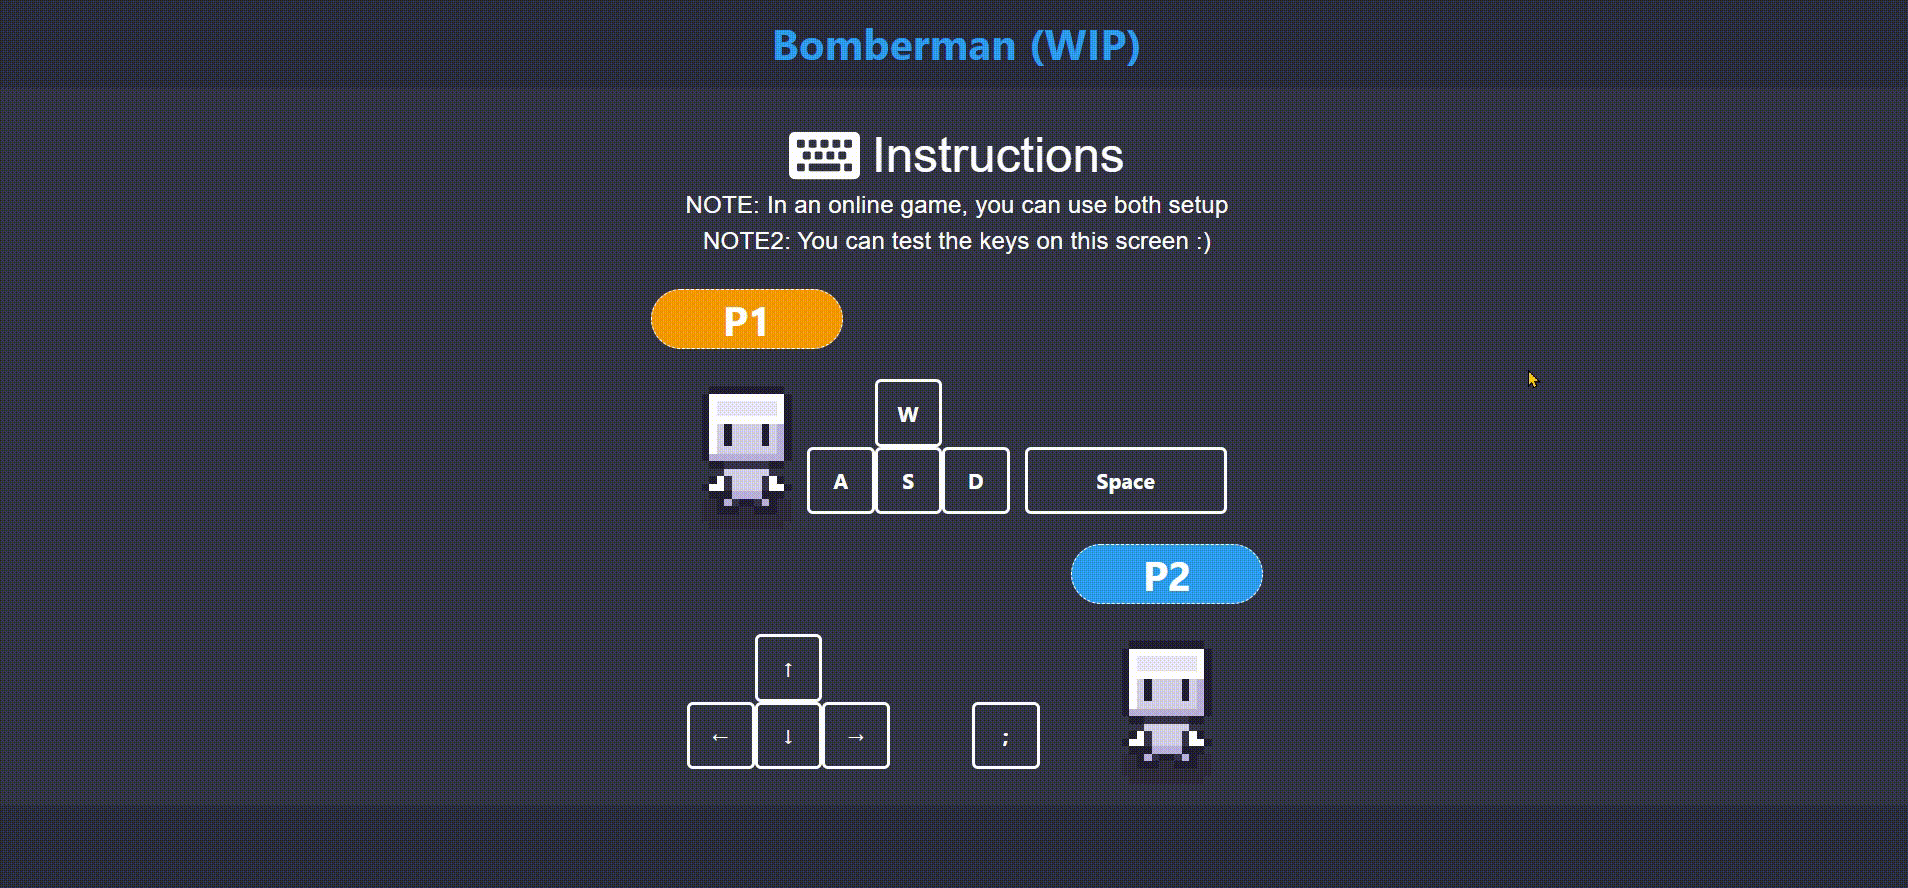 Bomberman (WIP)
Instructions
NOTE: In an online game, you can use both setup
NOTE2: You can test the keys on this screen :)
P1
W
A S D Space
P2
↑
← ↓ → ;